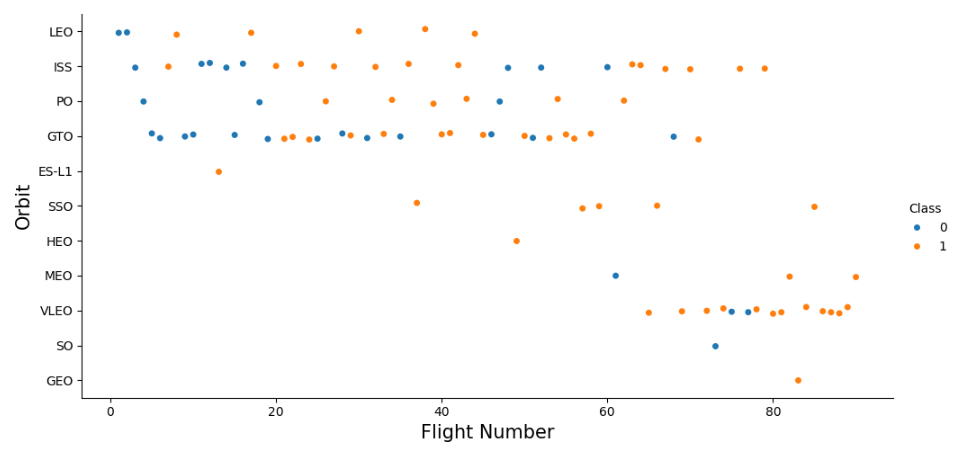 LEO
ISS
PO
GTO
ES-L1
SSO
HEO
MEO
VLEO
SO
GEO
Orbit
0 20 40 60 80
Flight Number
Class
0
1